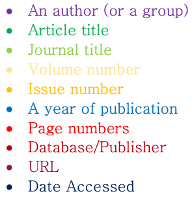 • An author (or a group)
• Article title
• Journal title
• Volume number
• Issue number
• A year of publication
• Page numbers
• Database/Publisher
• URL
• Date Accessed